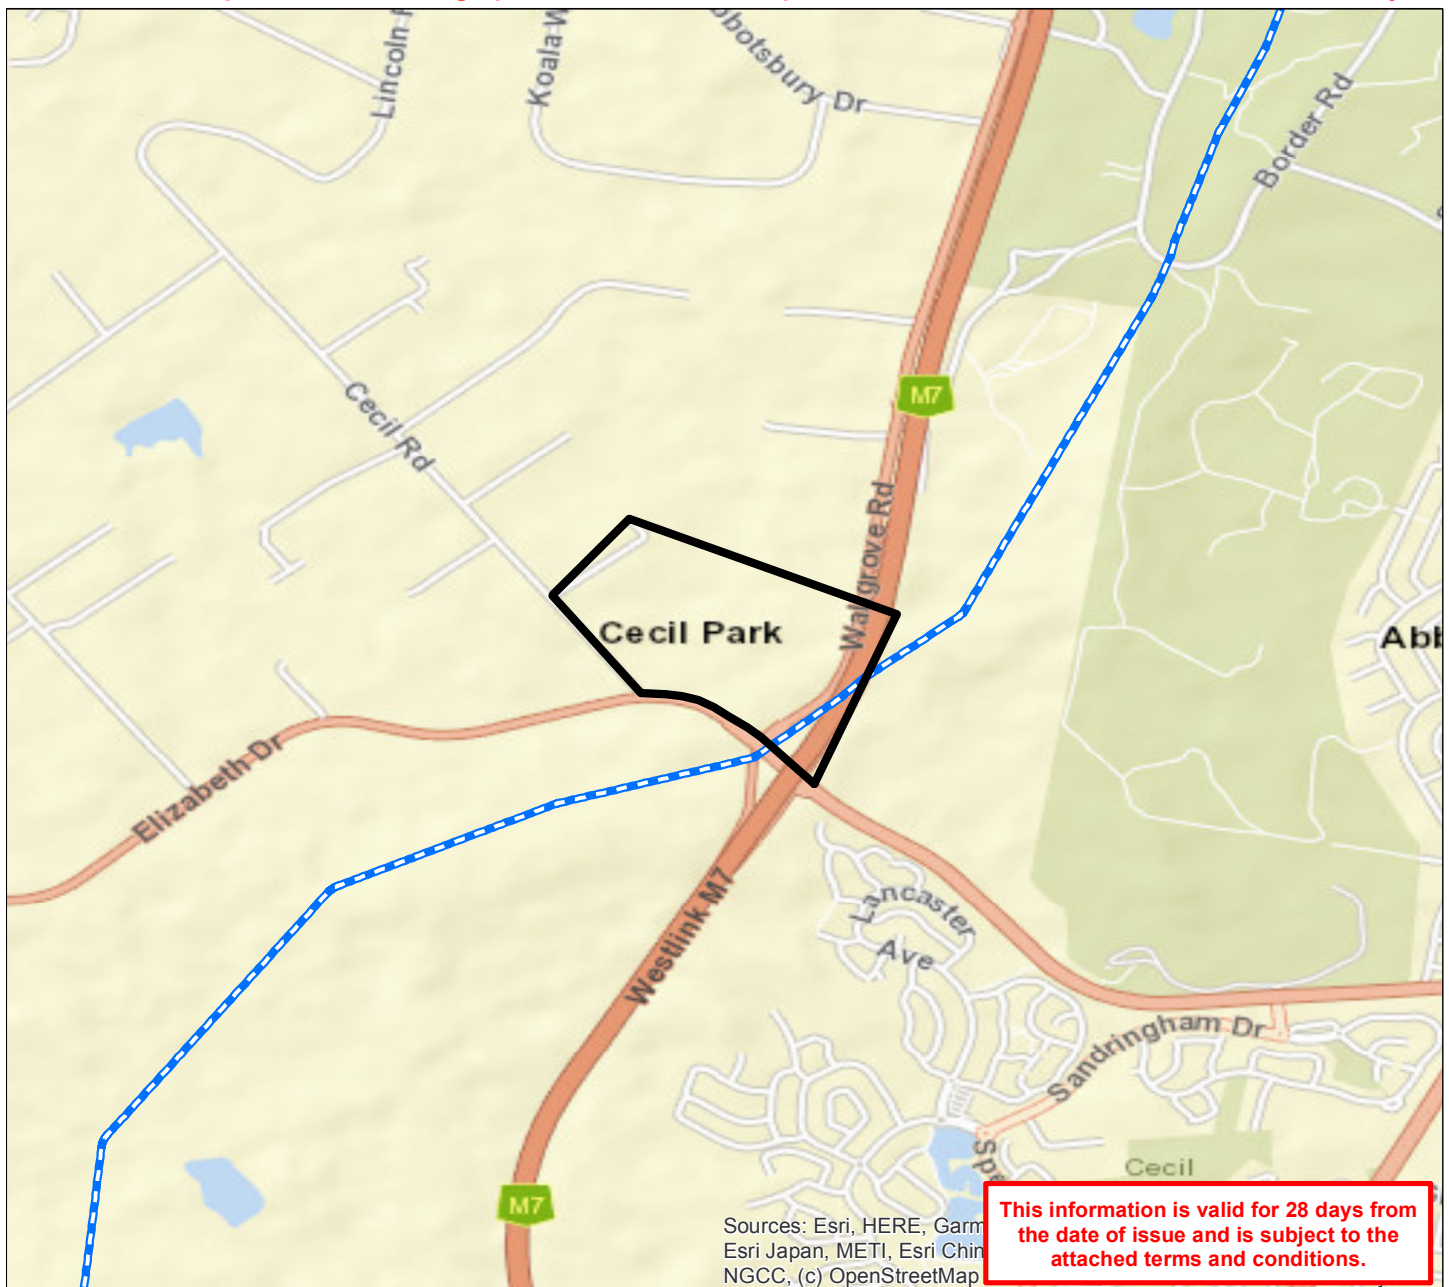 Lincoln
Koala W
bbotsbury Dr
Border Rd
M7
Cecil Rd
Wallgrove Rd
Cecil Park
Abb
Elizabeth Dr
Westlink M7
Lancaster
Ave
Sandringham Dr
Spe
Cecil
M7
Sources: Esri, HERE, Garm
Esri Japan, METI, Esri Chin
NGCC, (c) OpenStreetMap
This information is valid for 28 days from
the date of issue and is subject to the
attached terms and conditions.